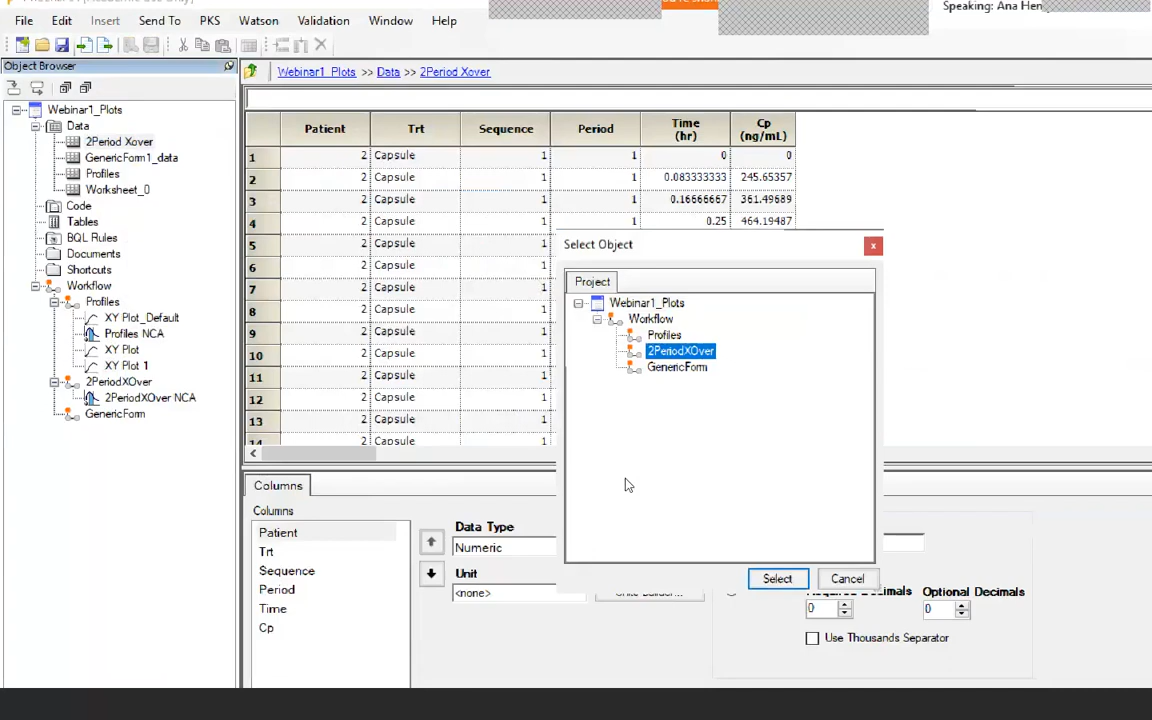 Speaking: Ana Hen
File Edit Insert Send To PKS Watson Validation Window Help
Object Browser
Webinar1_Plots >> Data >> 2Period Xover
Webinar1_Plots
Data
2Period Xover
GenericForm1_data
Profiles
Worksheet_0
Code
Tables
BQL Rules
Documents
Shortcuts
Workflow
Profiles
XY Plot_Default
Profiles NCA
XY Plot
XY Plot 1
2PeriodXOver
2PeriodXOver NCA
GenericForm
Patient Trt Sequence Period Time (hr) Cp (ng/mL)
1 2 Capsule 1 1 0 0
2 2 Capsule 1 1 0.083333333 245.65357
3 2 Capsule 1 1 0.16666667 361.49689
4 2 Capsule 1 1 0.25 464.19487
5 2 Capsule 1
6 2 Capsule 1
7 2 Capsule 1
8 2 Capsule 1
9 2 Capsule 1
10 2 Capsule 1
11 2 Capsule 1
12 2 Capsule 1
13 2 Capsule 1
14 2 Capsule 1
Select Object
x
Project
Webinar1_Plots
Workflow
Profiles
2PeriodXOver
GenericForm
Select Cancel
Columns
Columns
Patient
Trt
Sequence
Period
Time
Cp
Data Type
Numeric
Unit
<none>
Decimals Optional Decimals
0 0
Use Thousands Separator